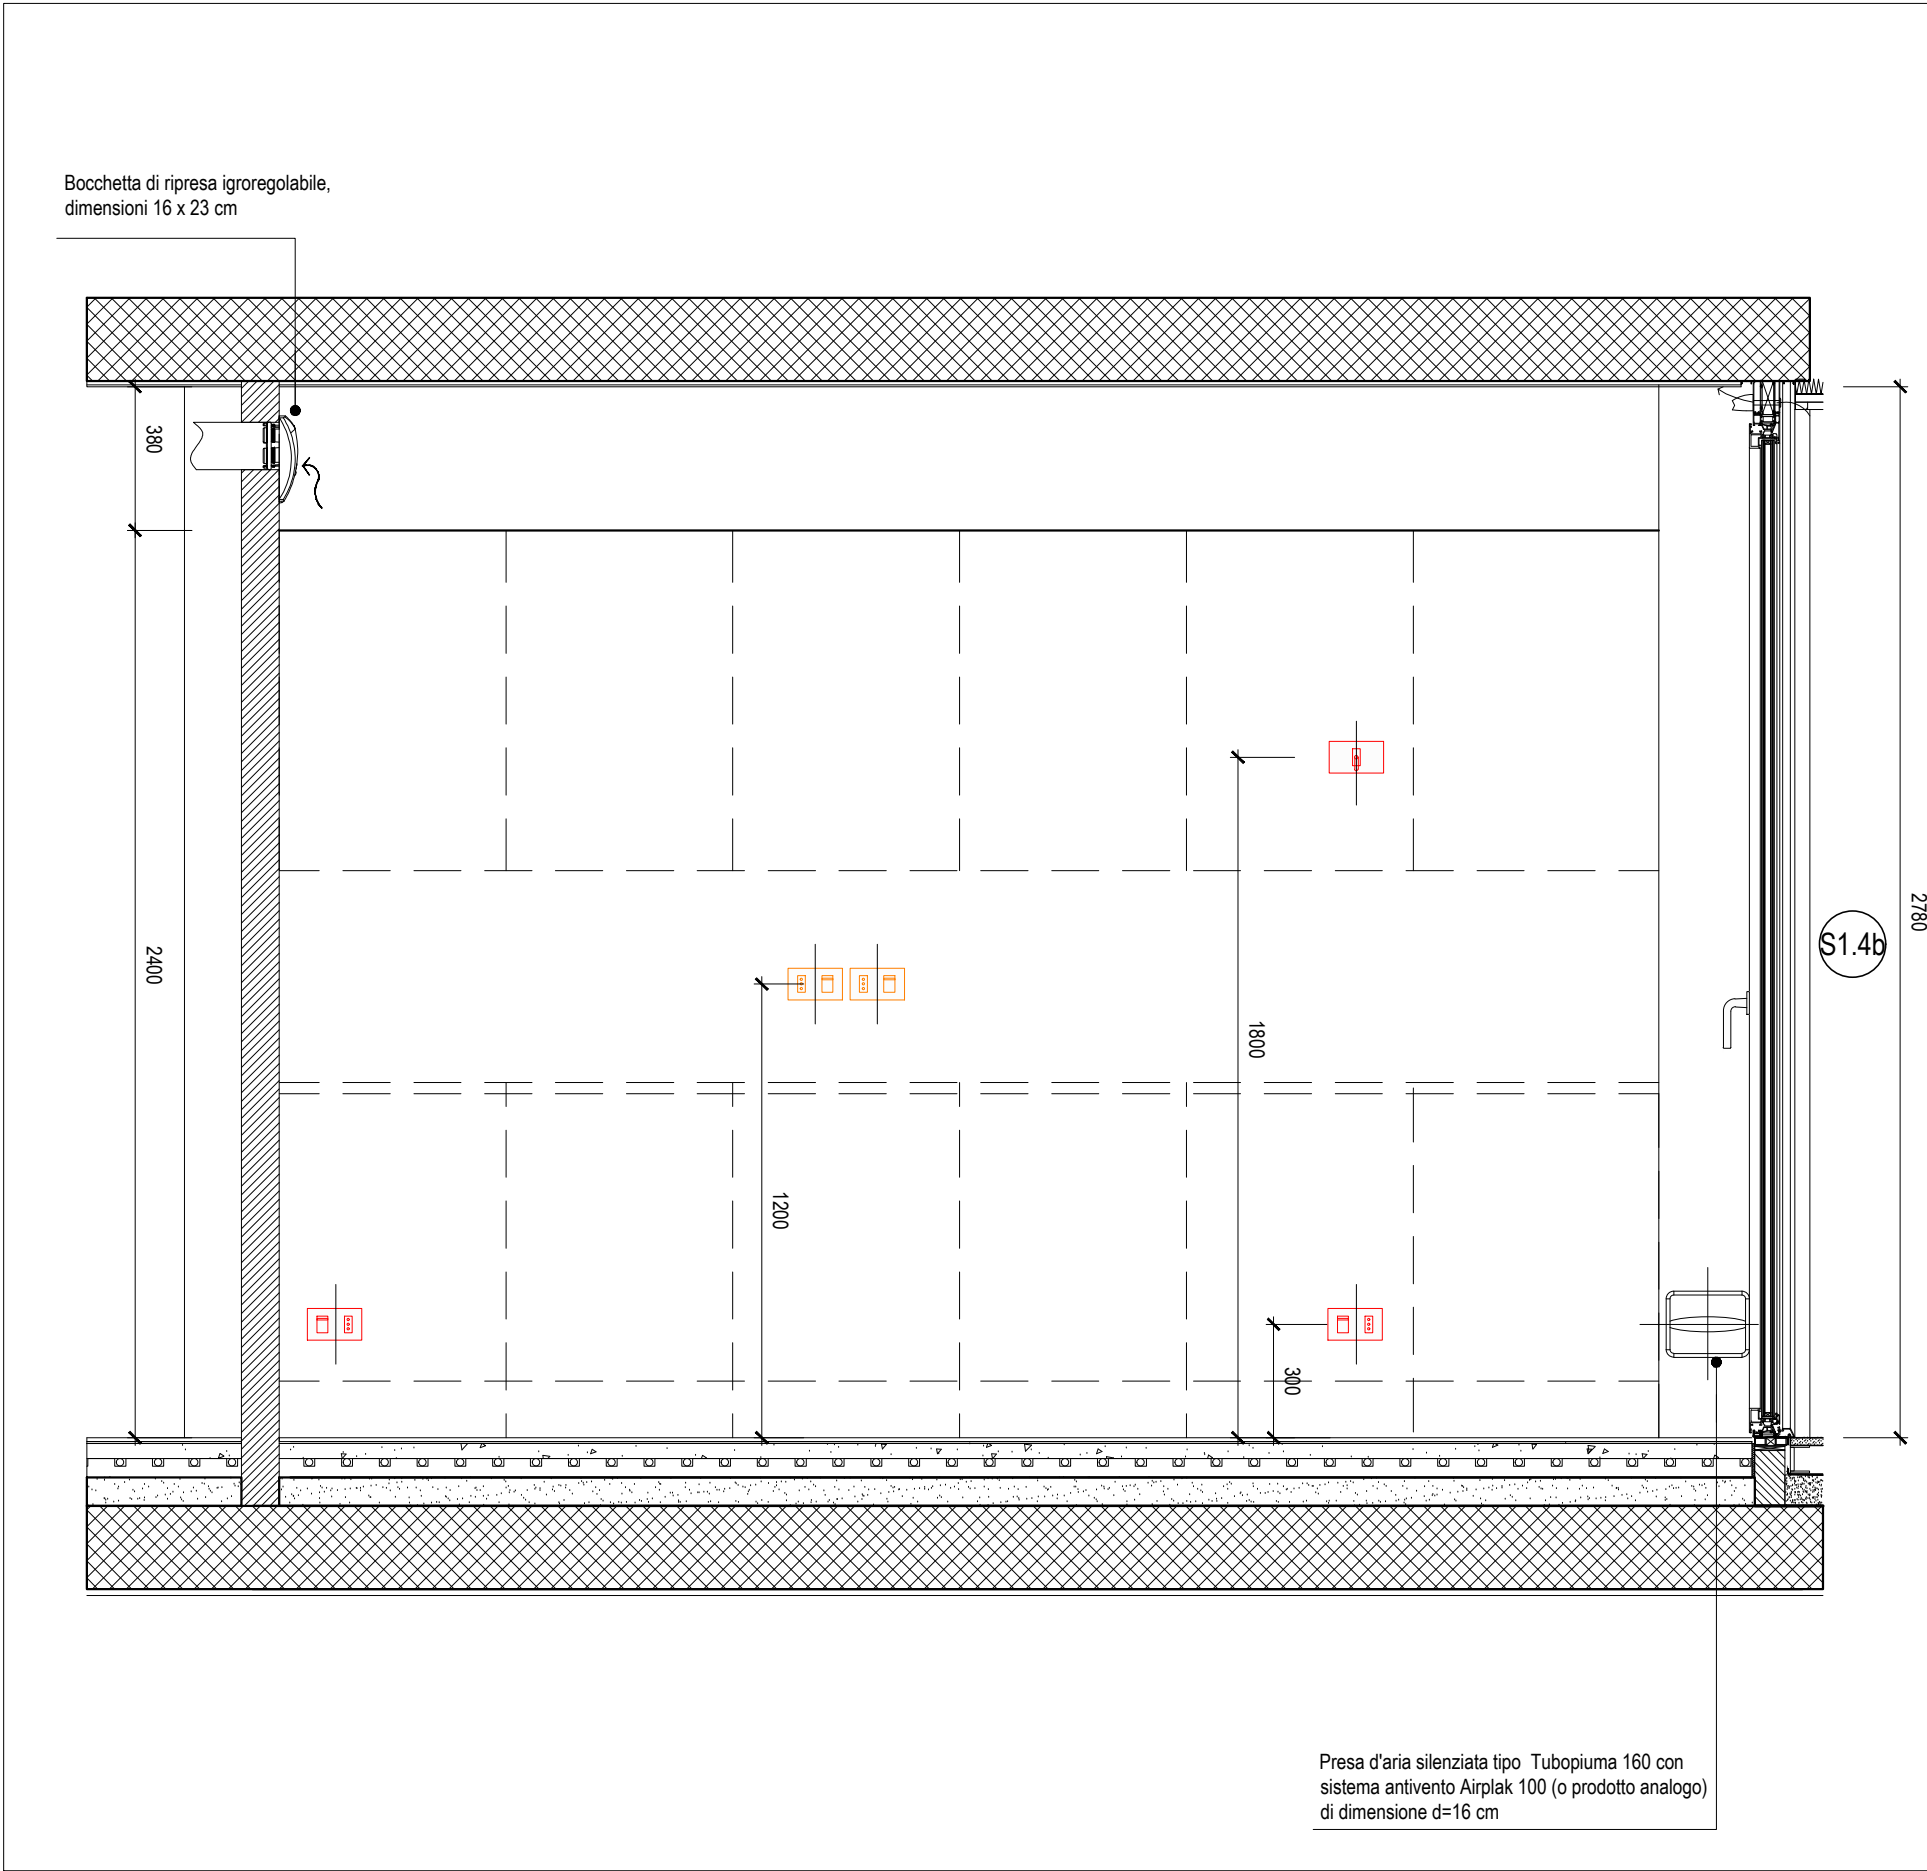 Bocchetta di ripresa igroregolabile,
dimensioni 16 x 23 cm
380
2400
1200
1800
300
2780
S1.4b
Presa d'aria silenziata tipo Tubopiuma 160 con
sistema antivento Airplak 100 (o prodotto analogo)
di dimensione d=16 cm